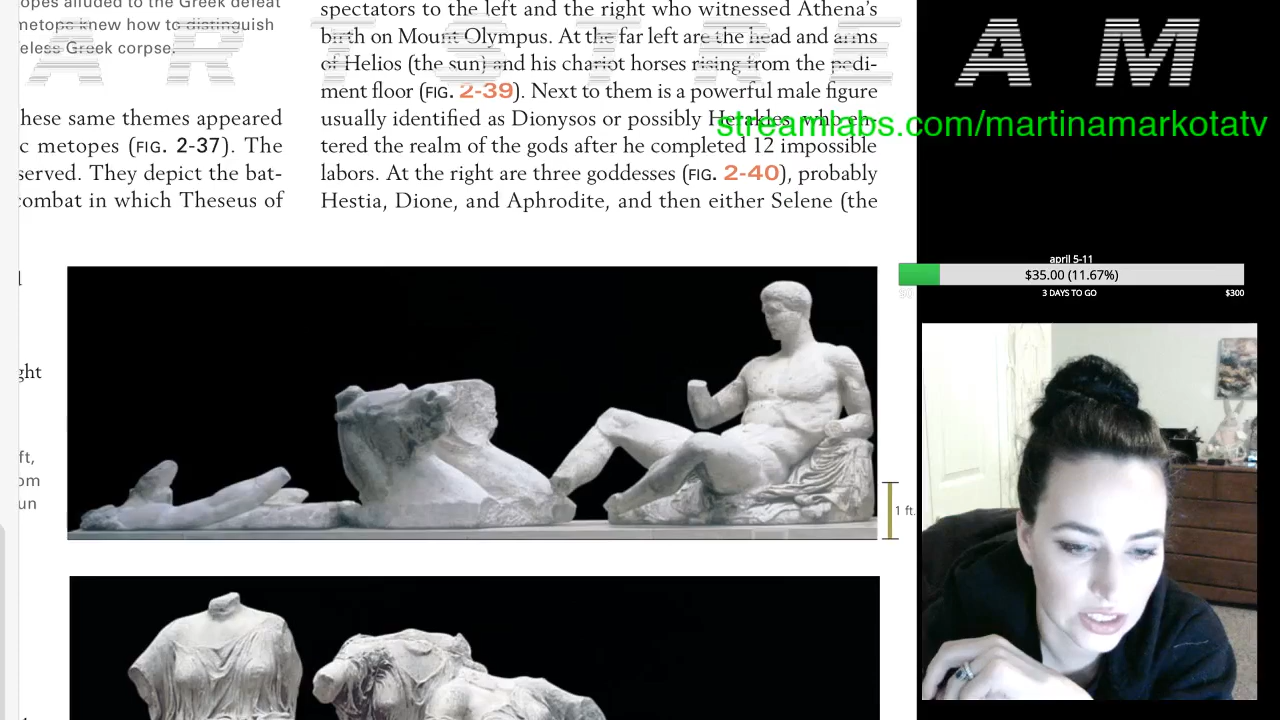 opes alluded to the Greek defeat
metops knew how to distinguish
eless Greek corpse.
hese same themes appeared
c metopes (FIG. 2-37). The
served. They depict the bat-
combat in which Theseus of
spectators to the left and the right who witnessed Athena's
birth on Mount Olympus. At the far left are the head and arms
of Helios (the sun) and his chariot horses rising from the pedi-
ment floor (FIG. 2-39). Next to them is a powerful male figure
usually identified as Dionysos or possibly Herakles, who en-
tered the realm of the gods after he completed 12 impossible
labors. At the right are three goddesses (FIG. 2-40), probably
Hestia, Dione, and Aphrodite, and then either Selene (the
ART STREAM
streamlabs.com/martinamarkotatv
april 5-11
$35.00 (11.67%)
3 DAYS TO GO
$300
ght
ft,
om
un
1 ft.